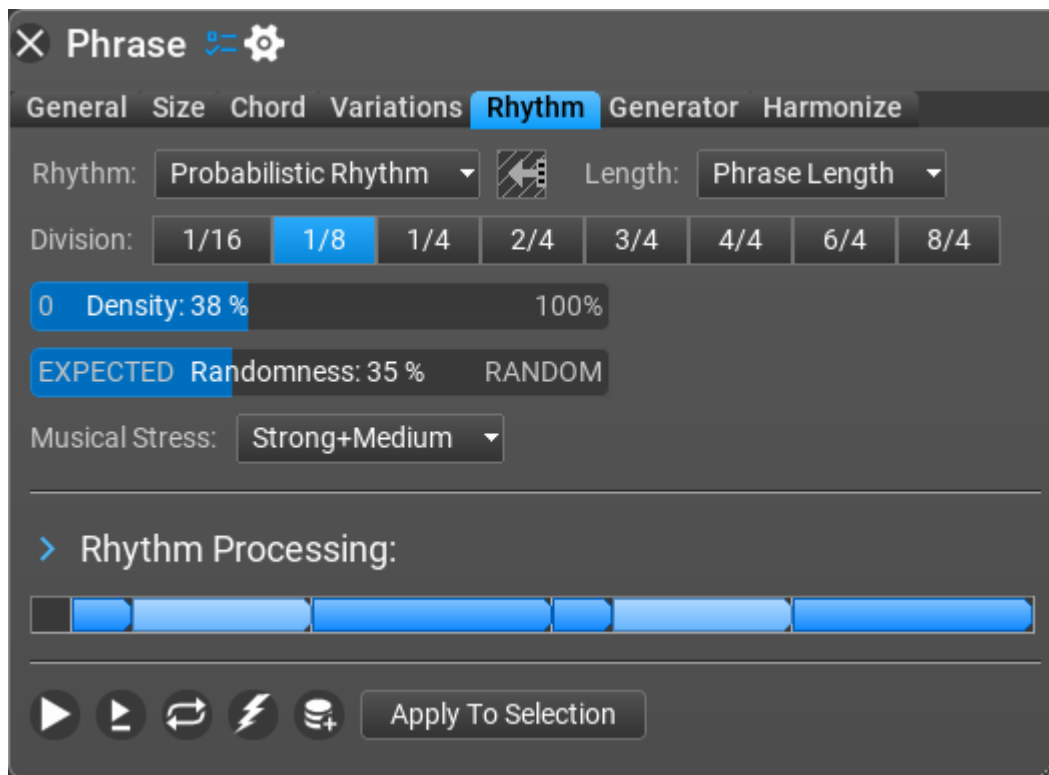 Phrase
General Size Chord Variations Rhythm Generator Harmonize
Rhythm: Probabilistic Rhythm Length: Phrase Length
Division: 1/16 1/8 1/4 2/4 3/4 4/4 6/4 8/4
0 Density: 38 % 100%
EXPECTED Randomness: 35 % RANDOM
Musical Stress: Strong+Medium
Rhythm Processing:
Apply To Selection